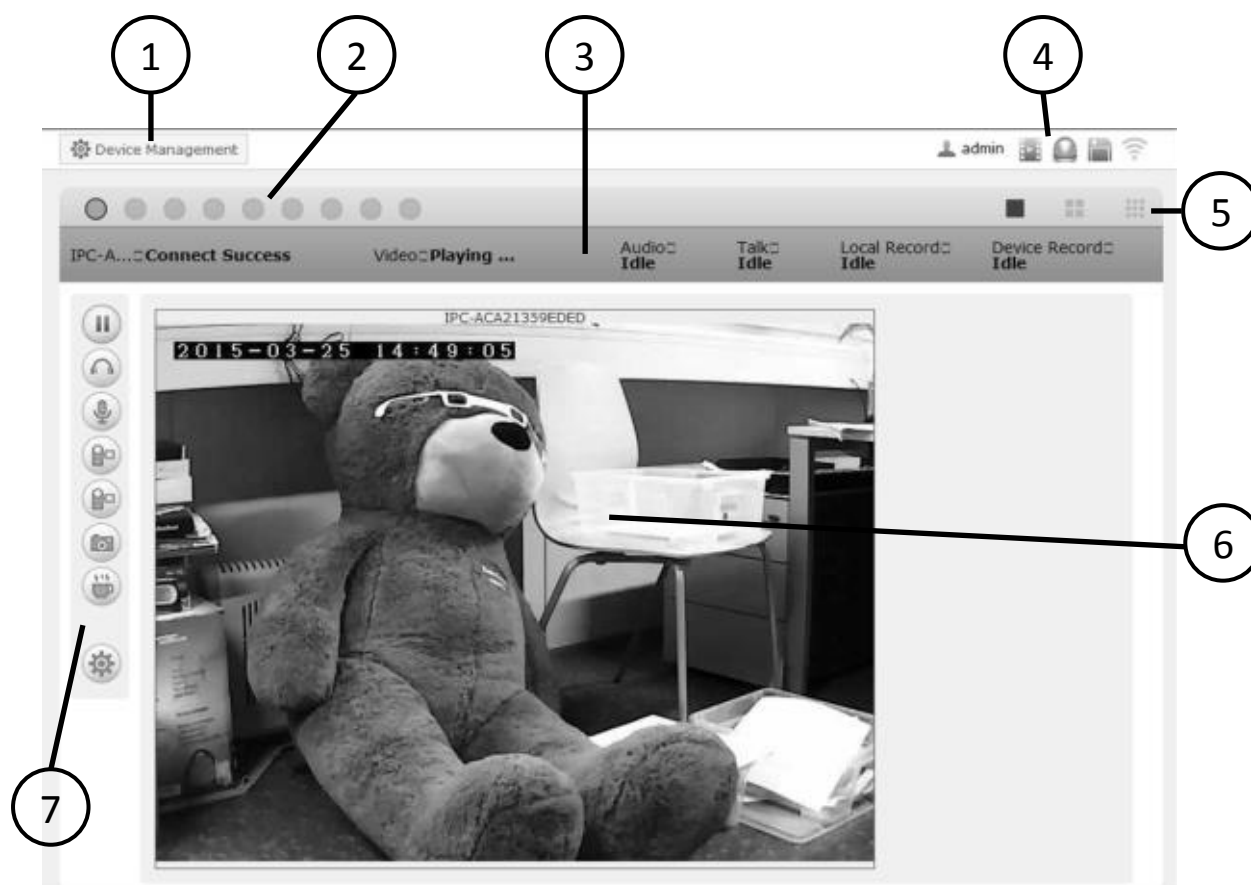 1 2 3 4
Device Management admin
5
IPC-A...:Connect Success Video:Playing ... Audio: Talk: Local Record: Device Record:
Idle Idle Idle Idle
IPC-ACA21359EDED
2015-03-25 14:49:05
6
7